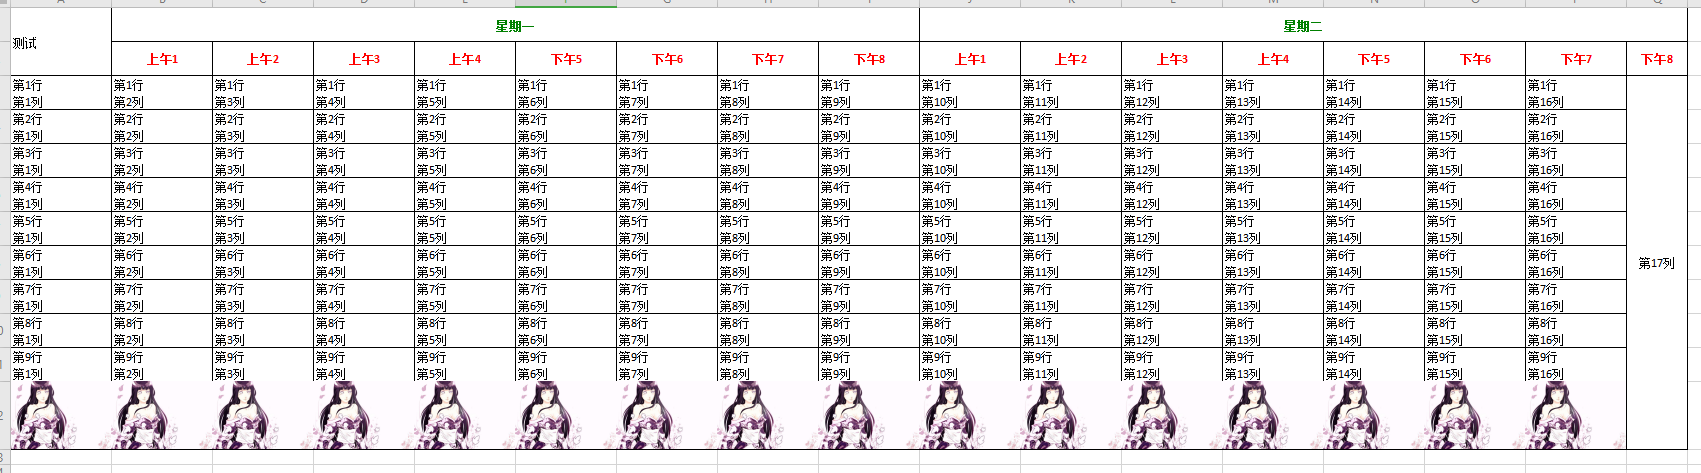 A B C D E F G H I J K L M N O P Q
测试 星期一 星期二
上午1 上午2 上午3 上午4 下午5 下午6 下午7 下午8 上午1 上午2 上午3 上午4 下午5 下午6 下午7 下午8
第1行 第1行 第1行 第1行 第1行 第1行 第1行 第1行 第1行 第1行 第1行 第1行 第1行 第1行 第1行 第1行
第1列 第2列 第3列 第4列 第5列 第6列 第7列 第8列 第9列 第10列 第11列 第12列 第13列 第14列 第15列 第16列
第2行 第2行 第2行 第2行 第2行 第2行 第2行 第2行 第2行 第2行 第2行 第2行 第2行 第2行 第2行 第2行
第1列 第2列 第3列 第4列 第5列 第6列 第7列 第8列 第9列 第10列 第11列 第12列 第13列 第14列 第15列 第16列
第3行 第3行 第3行 第3行 第3行 第3行 第3行 第3行 第3行 第3行 第3行 第3行 第3行 第3行 第3行 第3行
第1列 第2列 第3列 第4列 第5列 第6列 第7列 第8列 第9列 第10列 第11列 第12列 第13列 第14列 第15列 第16列
第4行 第4行 第4行 第4行 第4行 第4行 第4行 第4行 第4行 第4行 第4行 第4行 第4行 第4行 第4行 第4行
第1列 第2列 第3列 第4列 第5列 第6列 第7列 第8列 第9列 第10列 第11列 第12列 第13列 第14列 第15列 第16列
第5行 第5行 第5行 第5行 第5行 第5行 第5行 第5行 第5行 第5行 第5行 第5行 第5行 第5行 第5行 第5行
第1列 第2列 第3列 第4列 第5列 第6列 第7列 第8列 第9列 第10列 第11列 第12列 第13列 第14列 第15列 第16列
第6行 第6行 第6行 第6行 第6行 第6行 第6行 第6行 第6行 第6行 第6行 第6行 第6行 第6行 第6行 第6行
第17列
第1列 第2列 第3列 第4列 第5列 第6列 第7列 第8列 第9列 第10列 第11列 第12列 第13列 第14列 第15列 第16列
第7行 第7行 第7行 第7行 第7行 第7行 第7行 第7行 第7行 第7行 第7行 第7行 第7行 第7行 第7行 第7行
第1列 第2列 第3列 第4列 第5列 第6列 第7列 第8列 第9列 第10列 第11列 第12列 第13列 第14列 第15列 第16列
第8行 第8行 第8行 第8行 第8行 第8行 第8行 第8行 第8行 第8行 第8行 第8行 第8行 第8行 第8行 第8行
第1列 第2列 第3列 第4列 第5列 第6列 第7列 第8列 第9列 第10列 第11列 第12列 第13列 第14列 第15列 第16列
第9行 第9行 第9行 第9行 第9行 第9行 第9行 第9行 第9行 第9行 第9行 第9行 第9行 第9行 第9行 第9行
第1列 第2列 第3列 第4列 第5列 第6列 第7列 第8列 第9列 第10列 第11列 第12列 第13列 第14列 第15列 第16列